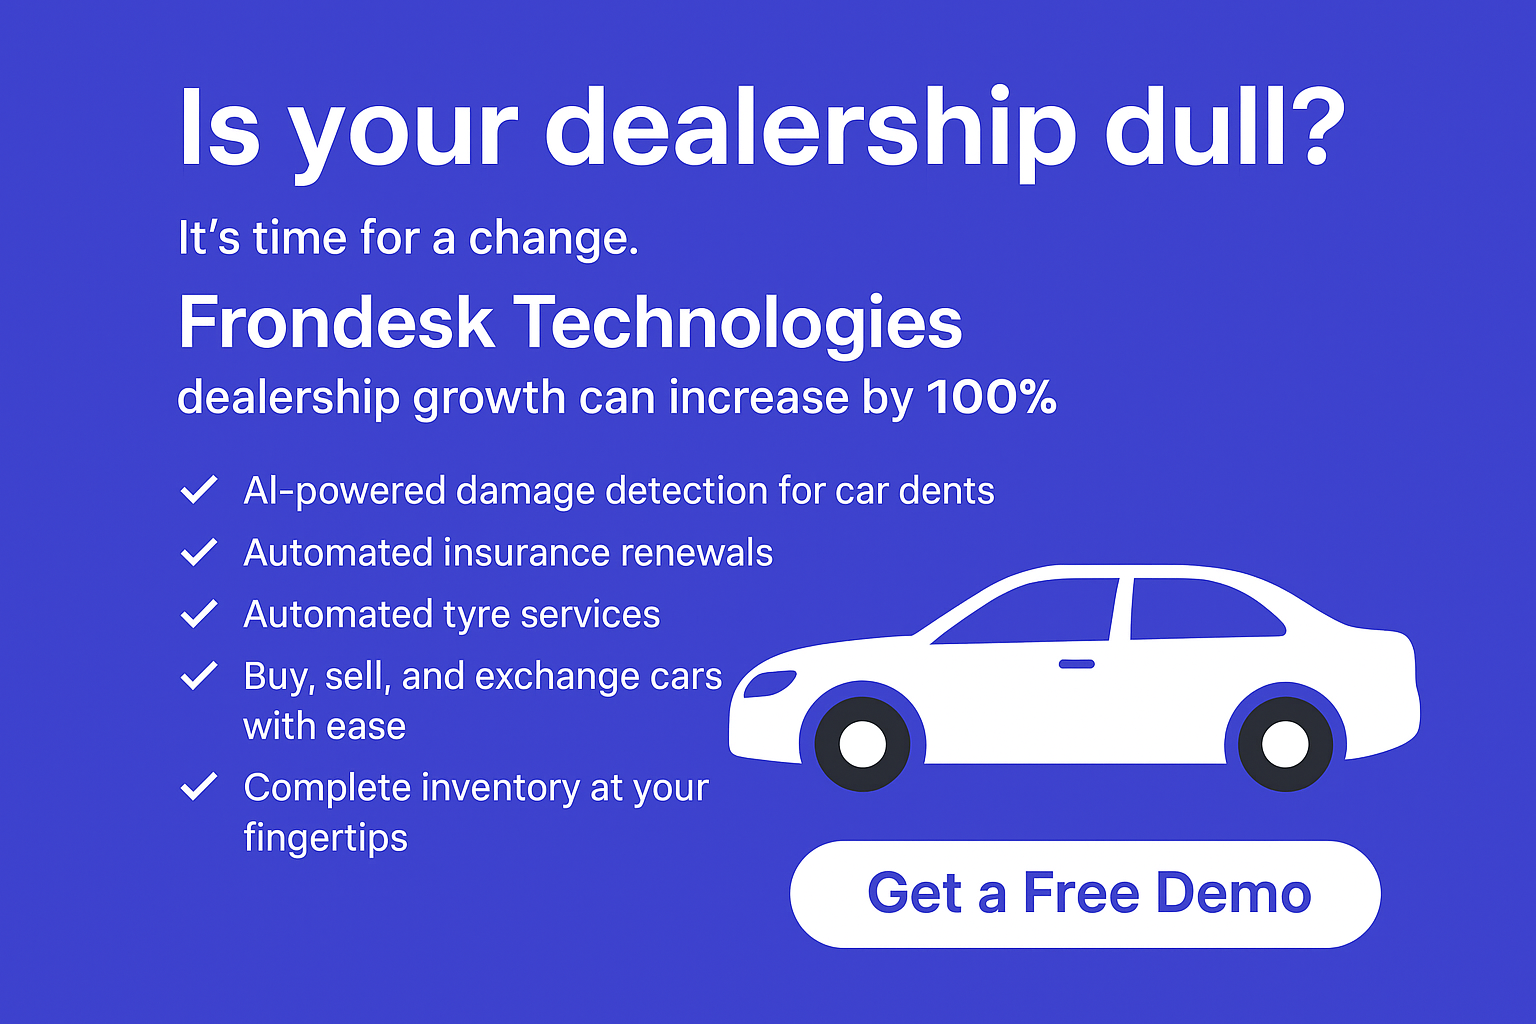 Is your dealership dull?
It's time for a change.
Frondesk Technologies
dealership growth can increase by 100%
✓ AI-powered damage detection for car dents
✓ Automated insurance renewals
✓ Automated tyre services
✓ Buy, sell, and exchange cars
with ease
✓ Complete inventory at your
fingertips
Get a Free Demo